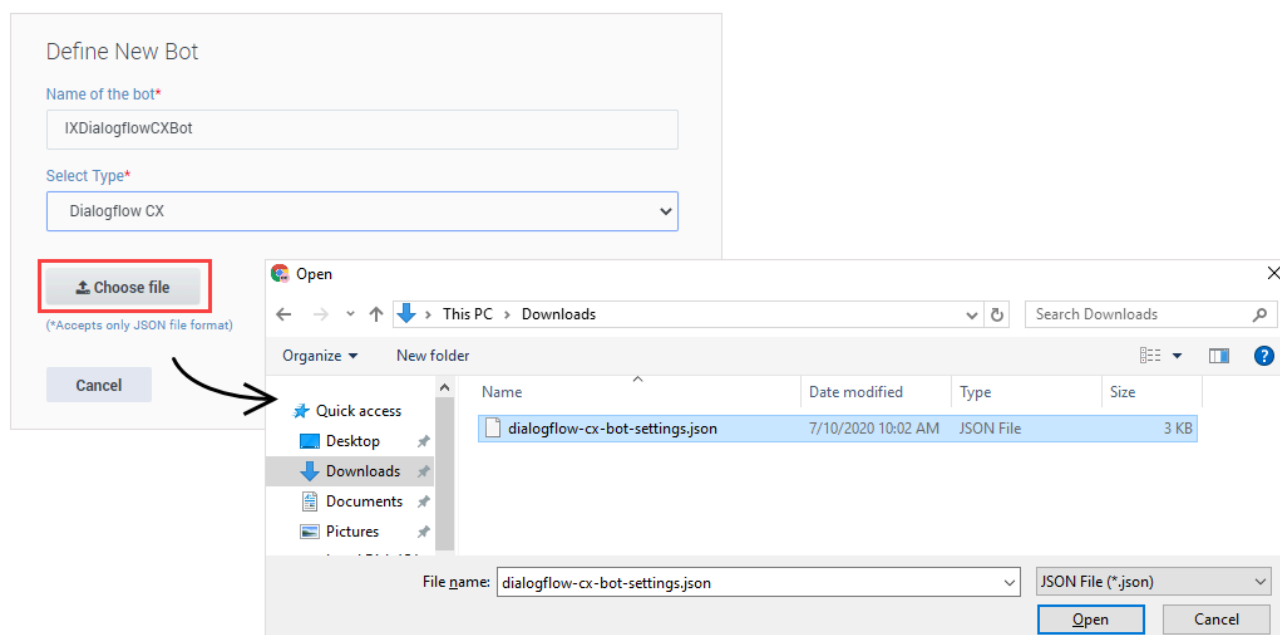 Define New Bot
Name of the bot*
IXDialogflowCXBot
Select Type*
Dialogflow CX
Choose file
(*Accepts only JSON file format)
Cancel
Open
This PC › Downloads
Search Downloads
Organize
New folder
Name
Date modified
Type
Size
dialogflow-cx-bot-settings.json 7/10/2020 10:02 AM JSON File 3 KB
Quick access
Desktop
Downloads
Documents
Pictures
File name: dialogflow-cx-bot-settings.json
JSON File (*.json)
Open
Cancel